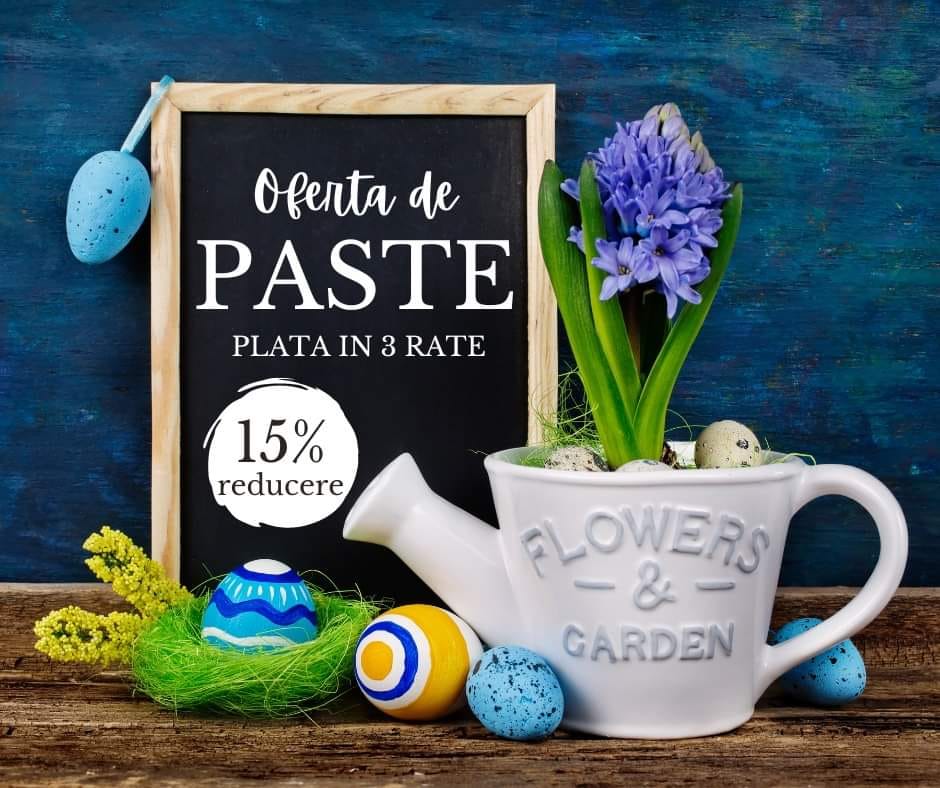 Oferta de
PASTE
PLATA IN 3 RATE
15%
reducere
FLOWERS
&
GARDEN